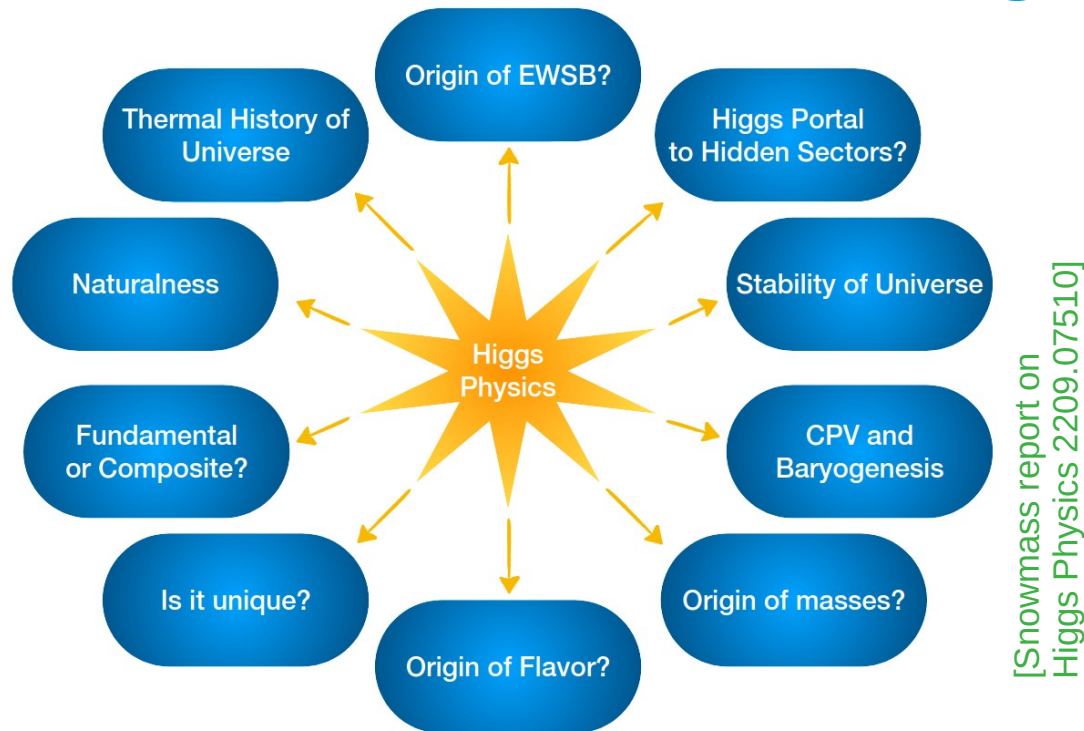 Origin of EWSB?
Thermal History of
Universe
Higgs Portal
to Hidden Sectors?
Naturalness
Stability of Universe
Higgs
Physics
Fundamental
or Composite?
CPV and
Baryogenesis
Is it unique?
Origin of masses?
Origin of Flavor?
[Snowmass report on
Higgs Physics 2209.07510]